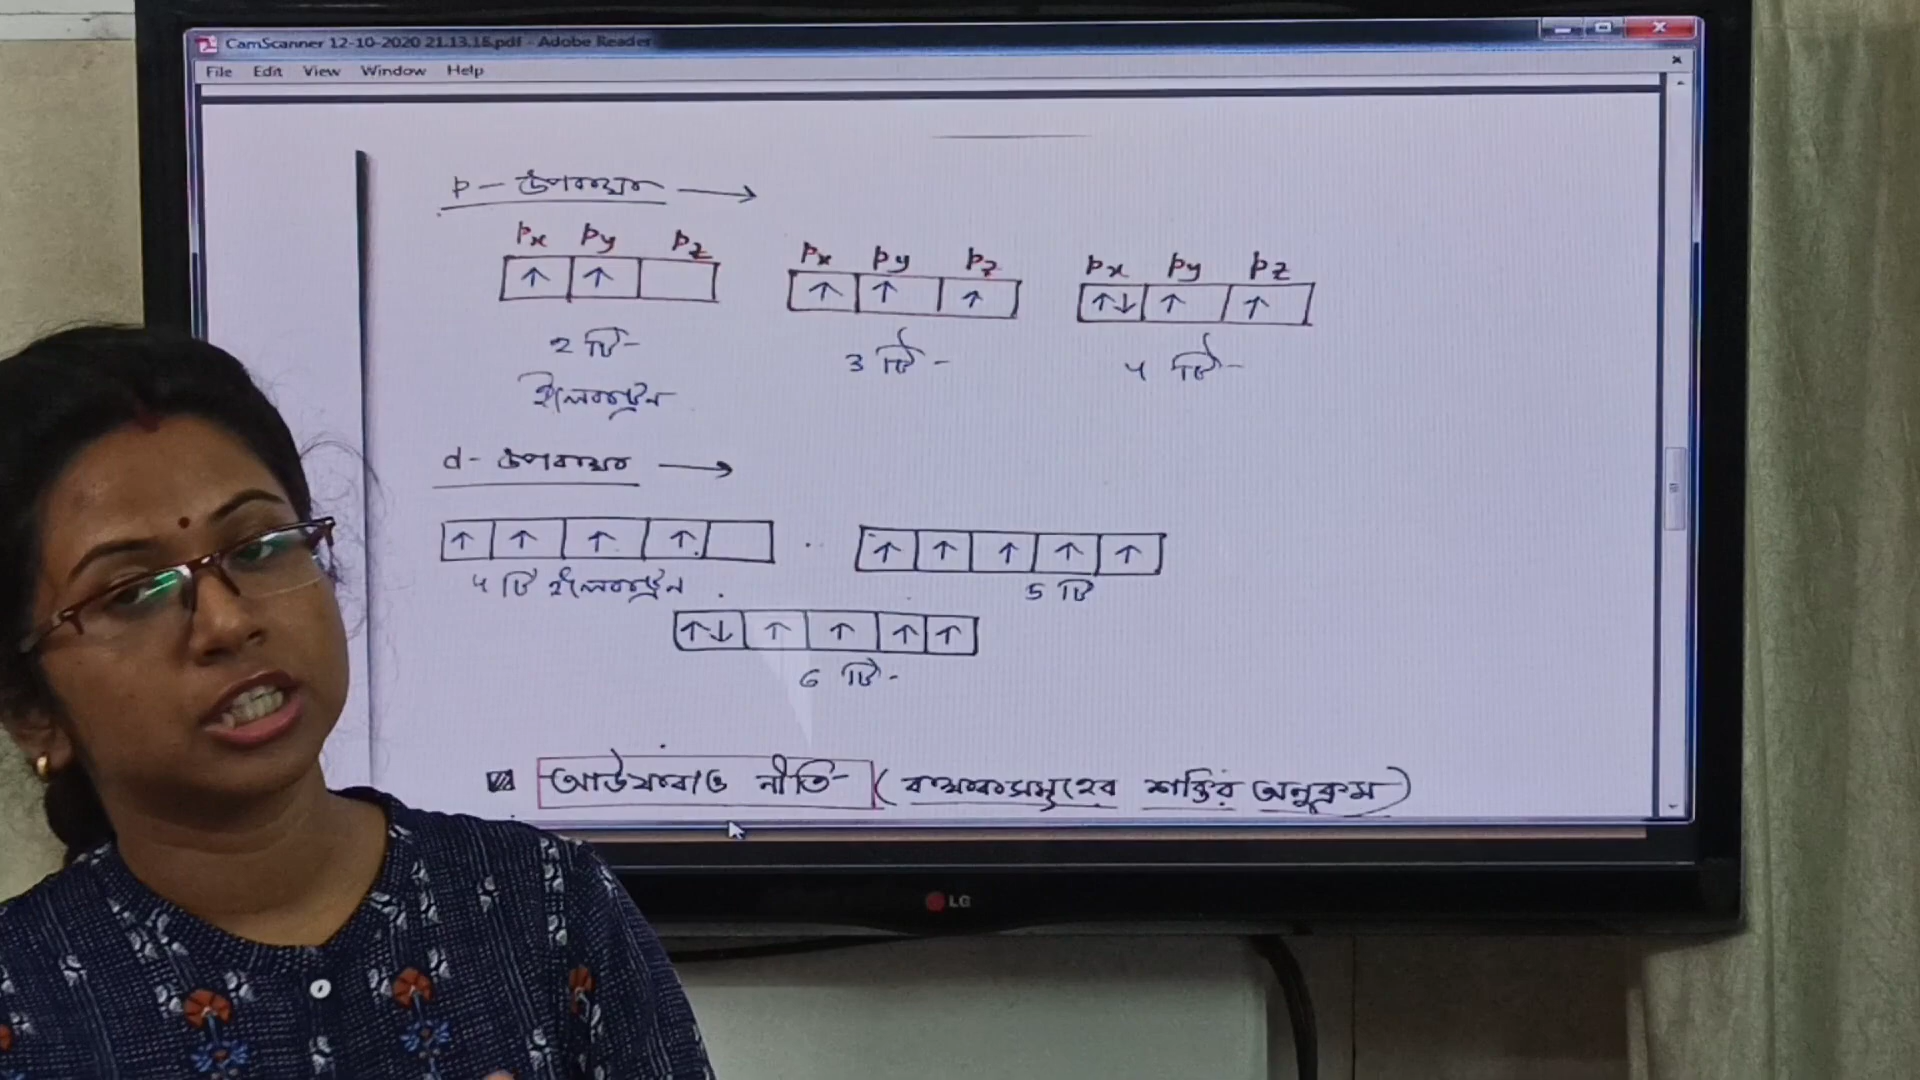 CamScanner 12-10-2020 21.13.15.pdf - Adobe Reader
File Edit View Window Help
p - উপকক্ষ →
px py pz
↑ ↑
px py pz
↑ ↑ ↑
px py pz
↑↓ ↑ ↑
2 টি-
ইলেকট্রন
3 টি -
4 টি -
d - উপকক্ষ →
↑ ↑ ↑ ↑
↑ ↑ ↑ ↑ ↑
4 টি ইলেকট্রন
5 টি
↑↓ ↑ ↑ ↑ ↑
6 টি -
আউফবাও নীতি- (কক্ষকসমূহের শক্তির অনুক্রম)
LG